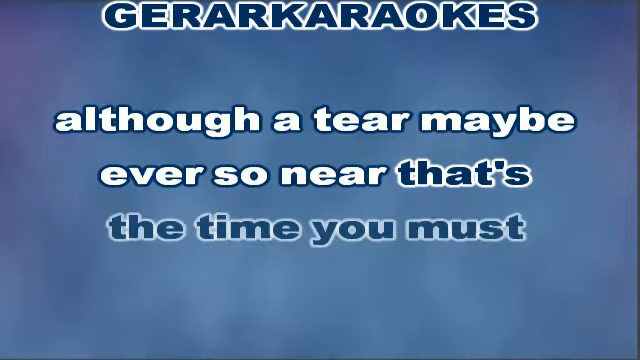 GERARKARAOKES
although a tear maybe
ever so near that's
the time you must